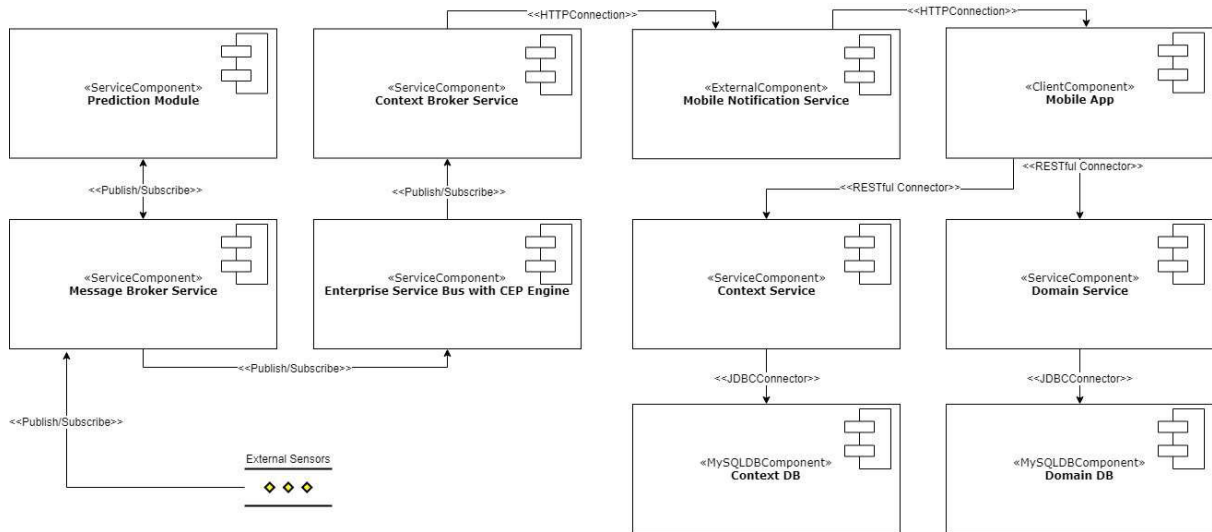 <<HTTPConnection>>
<<HTTPConnection>>
«ServiceComponent»
Prediction Module
«ServiceComponent»
Context Broker Service
«ExternalComponent»
Mobile Notification Service
«ClientComponent»
Mobile App
<<Publish/Subscribe>>
<<Publish/Subscribe>>
<<RESTful Connector>>
<<RESTful Connector>>
«ServiceComponent»
Message Broker Service
«ServiceComponent»
Enterprise Service Bus with CEP Engine
«ServiceComponent»
Context Service
«ServiceComponent»
Domain Service
<<Publish/Subscribe>>
<<JDBCConnector>>
<<JDBCConnector>>
<<Publish/Subscribe>>
External Sensors
«MySQLDBComponent»
Context DB
«MySQLDBComponent»
Domain DB